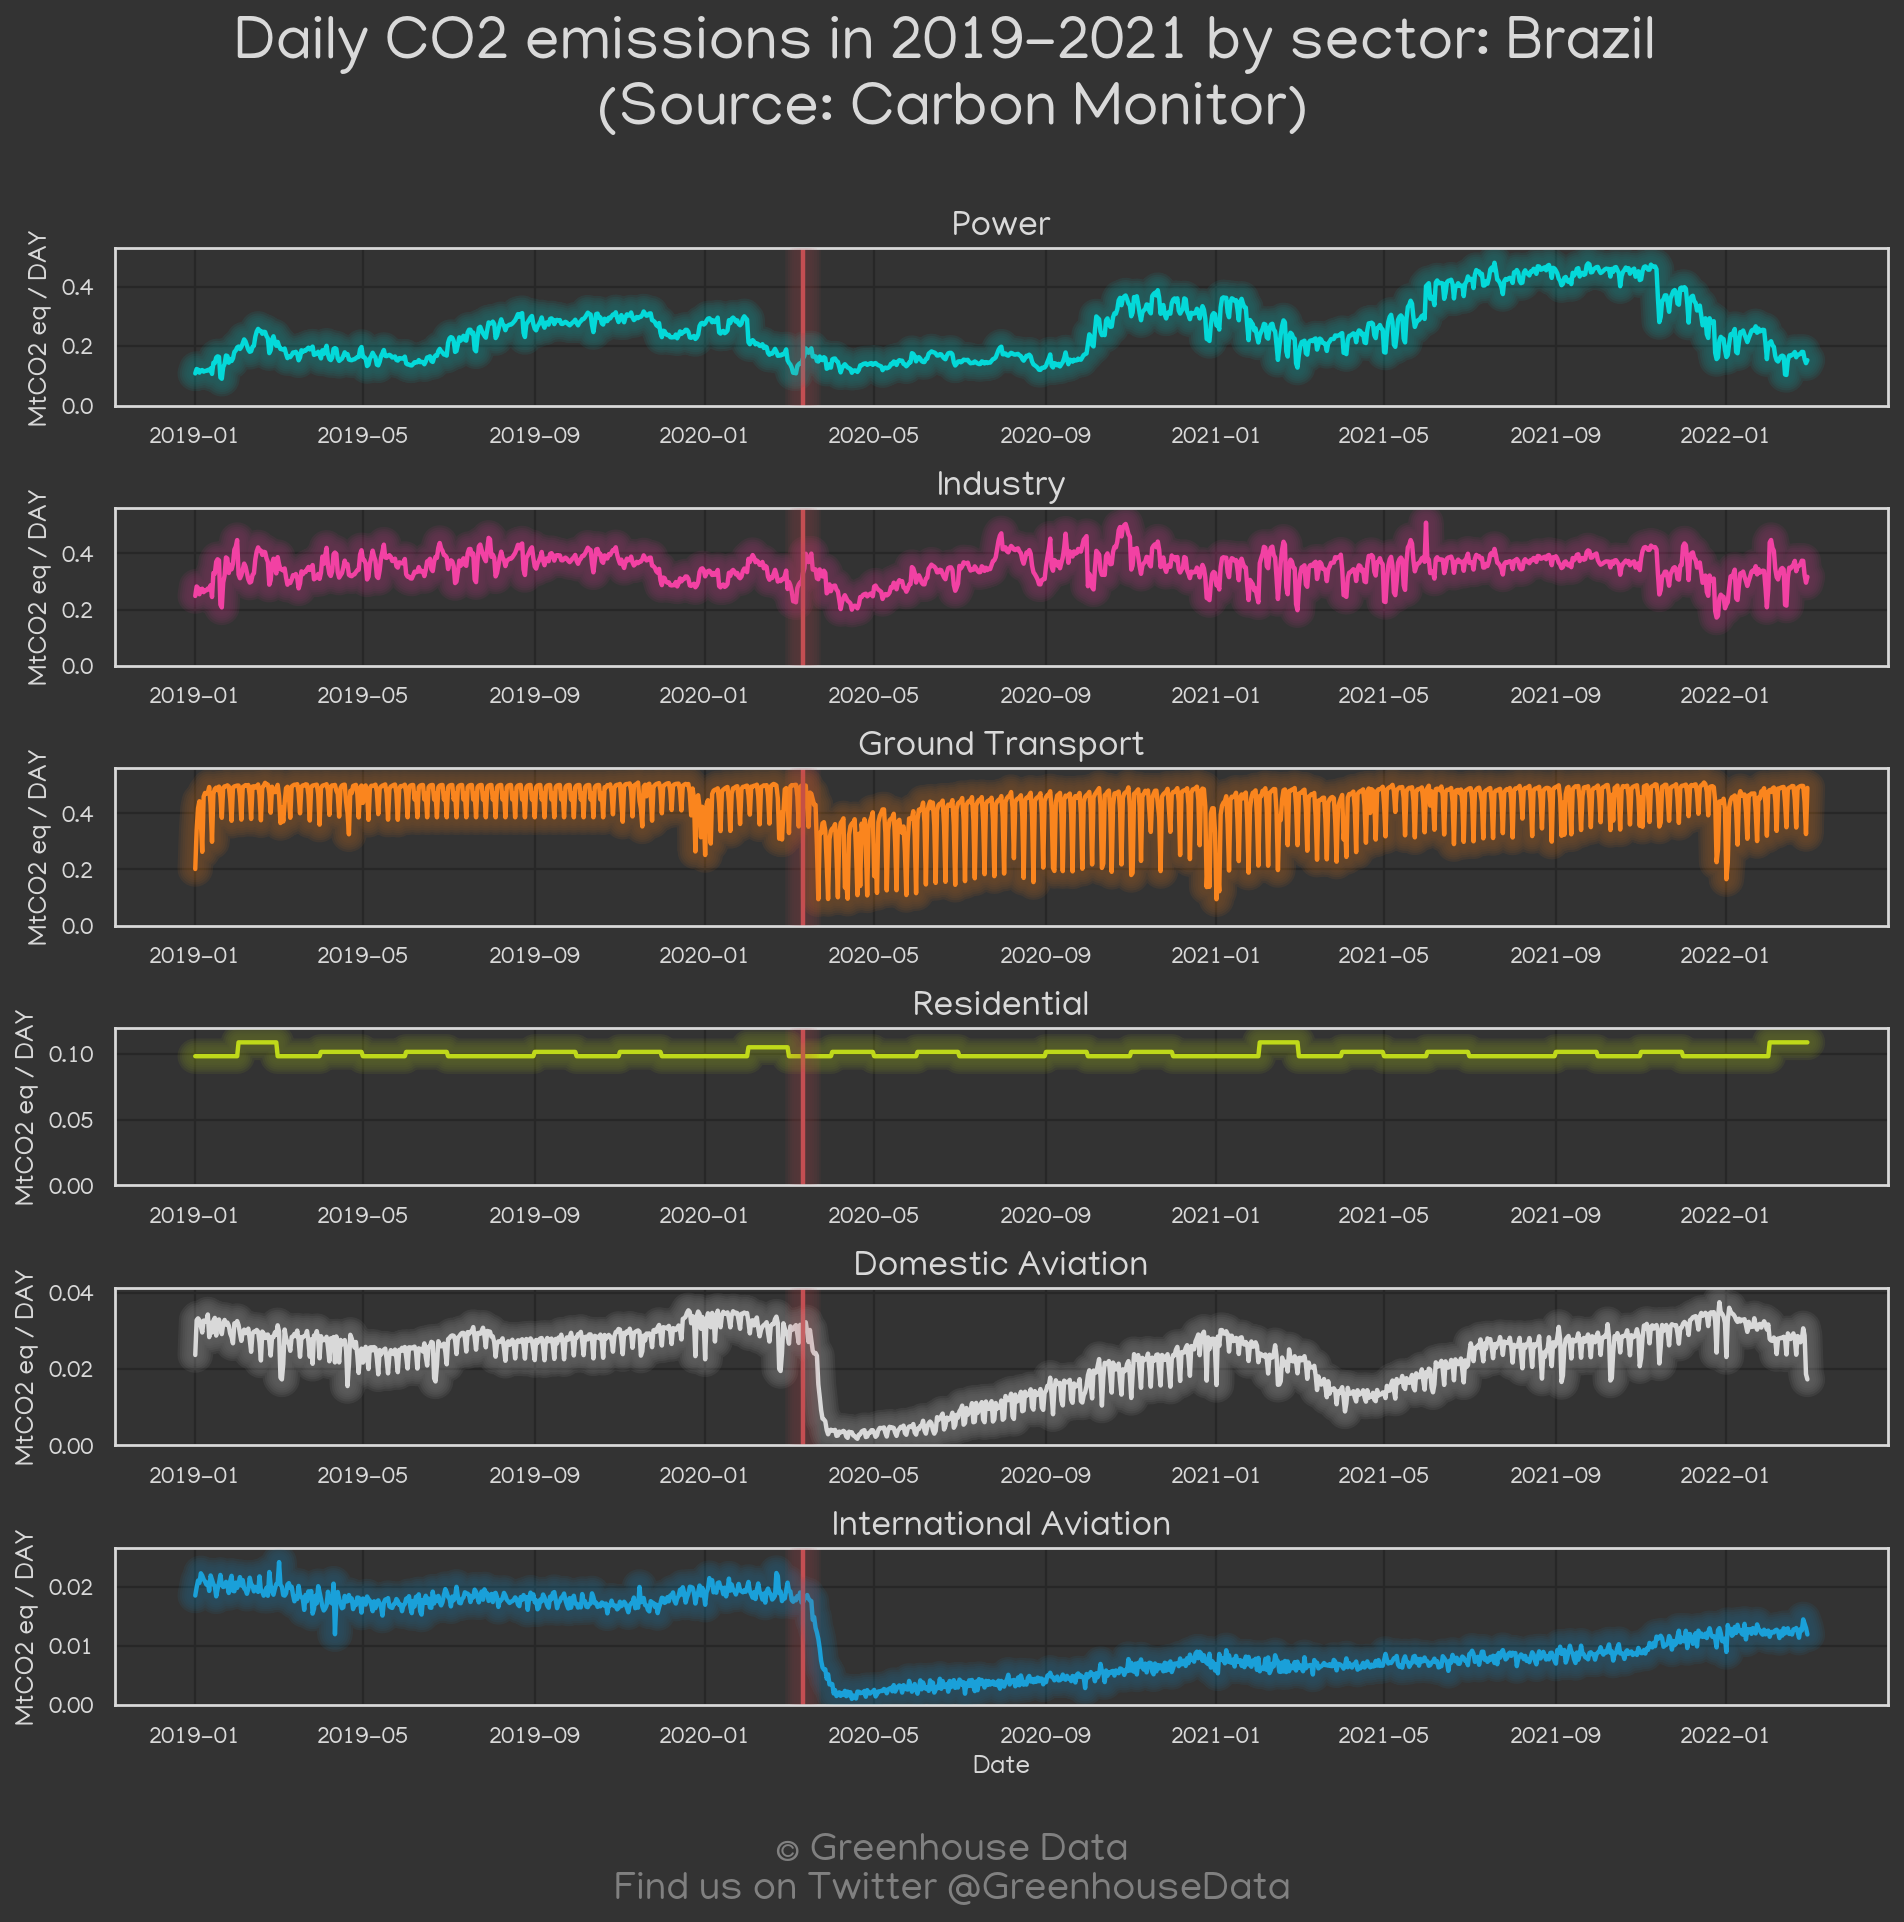 Daily CO2 emissions in 2019-2021 by sector: Brazil
(Source: Carbon Monitor)
Power
MtCO2 eq / DAY
0.4
0.2
0.0
2019-01 2019-05 2019-09 2020-01 2020-05 2020-09 2021-01 2021-05 2021-09 2022-01
Industry
MtCO2 eq / DAY
0.4
0.2
0.0
2019-01 2019-05 2019-09 2020-01 2020-05 2020-09 2021-01 2021-05 2021-09 2022-01
Ground Transport
MtCO2 eq / DAY
0.4
0.2
0.0
2019-01 2019-05 2019-09 2020-01 2020-05 2020-09 2021-01 2021-05 2021-09 2022-01
Residential
MtCO2 eq / DAY
0.10
0.05
0.00
2019-01 2019-05 2019-09 2020-01 2020-05 2020-09 2021-01 2021-05 2021-09 2022-01
Domestic Aviation
MtCO2 eq / DAY
0.04
0.02
0.00
2019-01 2019-05 2019-09 2020-01 2020-05 2020-09 2021-01 2021-05 2021-09 2022-01
International Aviation
MtCO2 eq / DAY
0.02
0.01
0.00
2019-01 2019-05 2019-09 2020-01 2020-05 2020-09 2021-01 2021-05 2021-09 2022-01
Date
© Greenhouse Data
Find us on Twitter @GreenhouseData